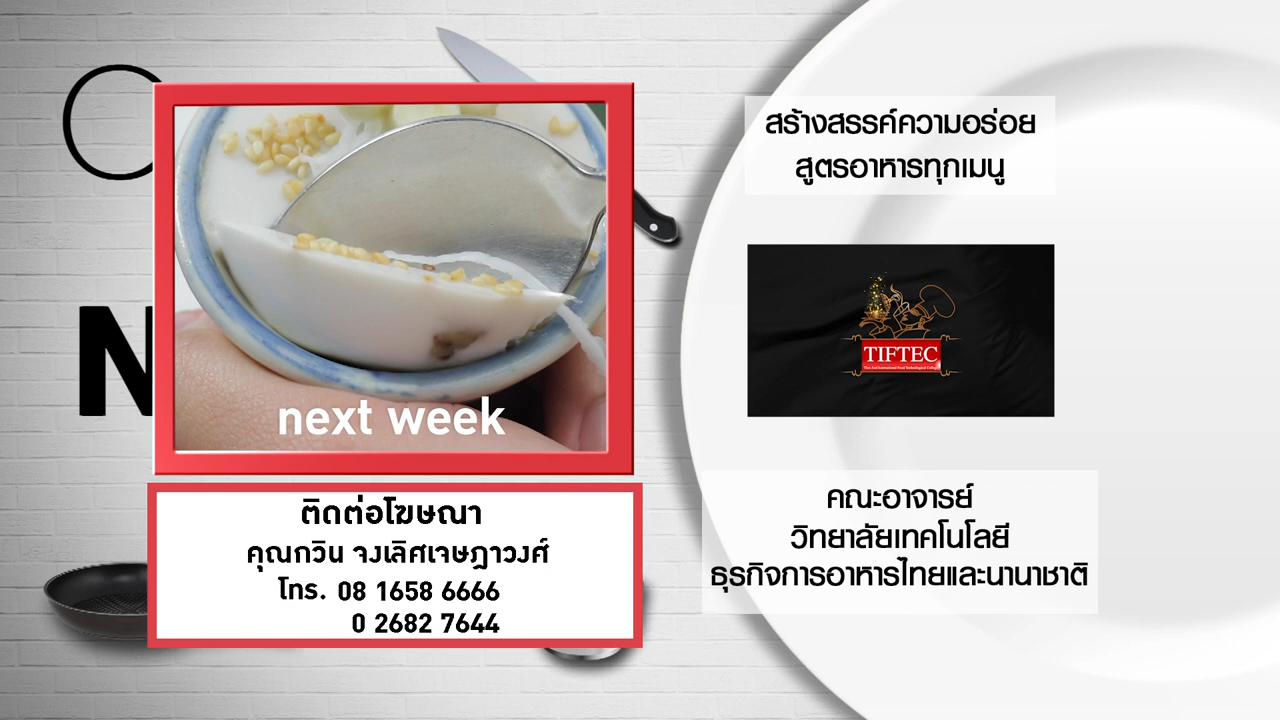 next week
ติดต่อโฆษณา
คุณกวิน จงเลิศเจษฎาวงศ์
โทร. 08 1658 6666
0 2682 7644
สร้างสรรค์ความอร่อย
สูตรอาหารทุกเมนู
TIFTEC
Thai And International Food Technological College
คณะอาจารย์
วิทยาลัยเทคโนโลยี
ธุรกิจการอาหารไทยและนานาชาติ